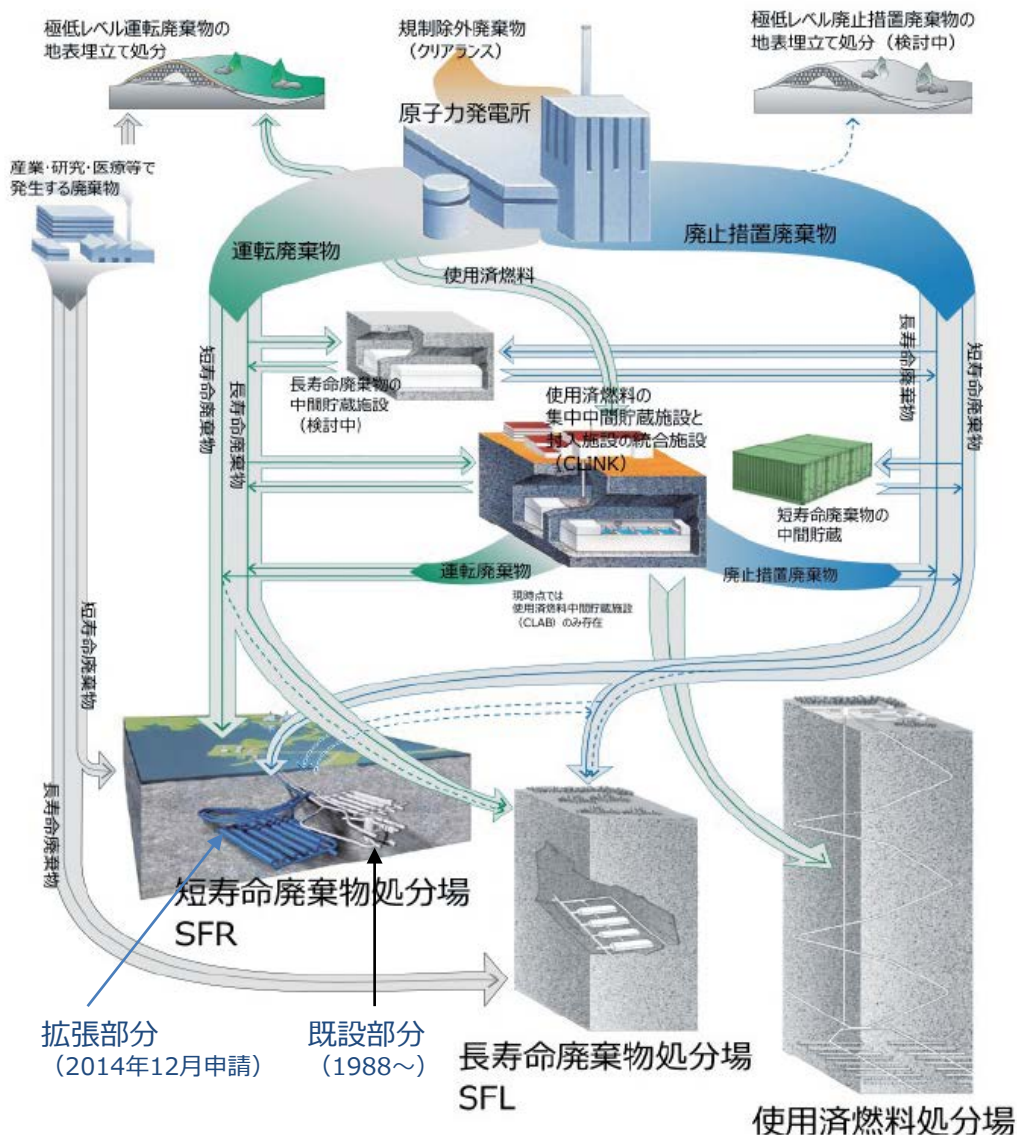 極低レベル運転廃棄物の
地表埋立て処分
規制除外廃棄物
（クリアランス）
極低レベル廃止措置廃棄物の
地表埋立て処分（検討中）
原子力発電所
産業・研究・医療等で
発生する廃棄物
運転廃棄物
廃止措置廃棄物
使用済燃料
短寿命廃棄物
長寿命廃棄物
長寿命廃棄物の
中間貯蔵施設
（検討中）
使用済燃料の
集中中間貯蔵施設と
封入施設の統合施設
（CLINK）
長寿命廃棄物
短寿命廃棄物
短寿命廃棄物の
中間貯蔵
運転廃棄物
廃止措置廃棄物
現時点では
使用済燃料中間貯蔵施設
（CLAB）のみ存在
短寿命廃棄物
長寿命廃棄物
短寿命廃棄物処分場
SFR
拡張部分
（2014年12月申請）
既設部分
（1988～）
長寿命廃棄物処分場
SFL
使用済燃料処分場